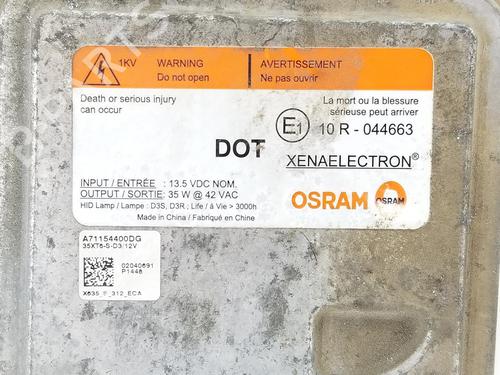 1KV
WARNING
Do not open
AVERTISSEMENT
Ne pas ouvrir
Death or serious injury
can occur
La mort ou la blessure
sérieuse peut arriver
E1 10 R - 044663
DOT
XENAELECTRON®
INPUT / ENTRÉE : 13.5 VDC NOM.
OUTPUT / SORTIE: 35 W @ 42 VAC
HID Lamp / Lampe : D3S, D3R ; Life / à Vie > 3000h
Made in China / Fabriqué en China
OSRAM
OSRAM
A71154400DG
35XT6-S-D3/12V
02040691
P1448
X635_F_312_ECA